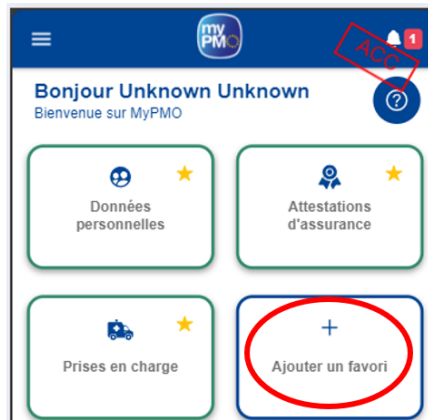 my
PMO
ACC
1
Bonjour Unknown Unknown
Bienvenue sur MyPMO
Données
personnelles
Attestations
d'assurance
Prises en charge
Ajouter un favori